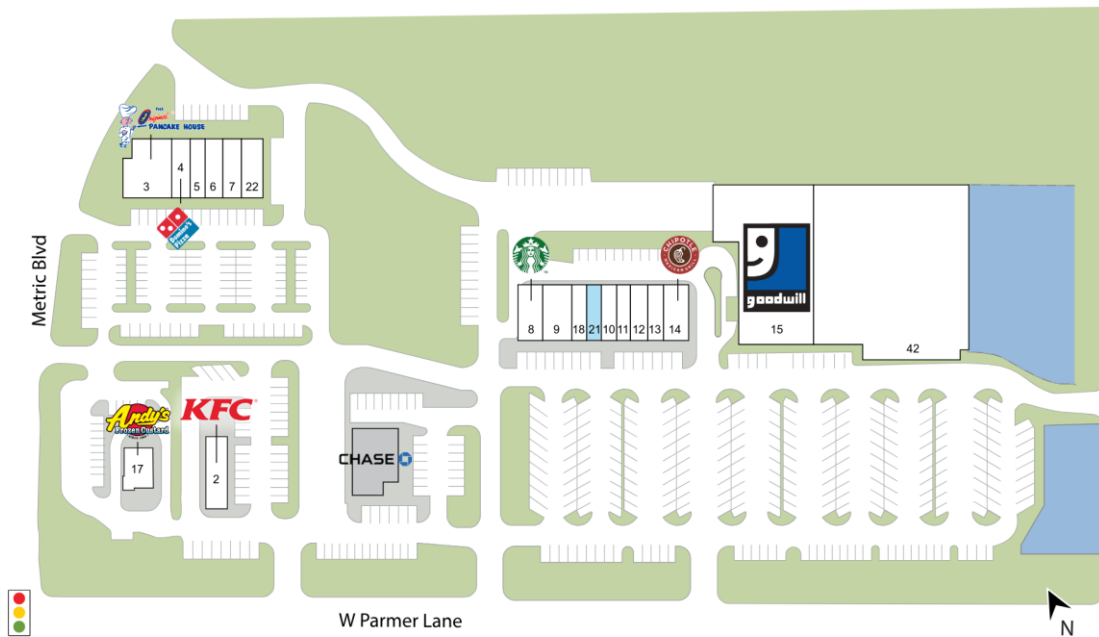 Metric Blvd
The
Original
PANCAKE HOUSE
3
4
5
6
7
22
Domino's
Pizza
8
9
18
21
10
11
12
13
14
CHIPOTLE
MEXICAN GRILL
goodwill
15
42
Andy's
Frozen Custard
17
KFC
2
CHASE
W Parmer Lane
N